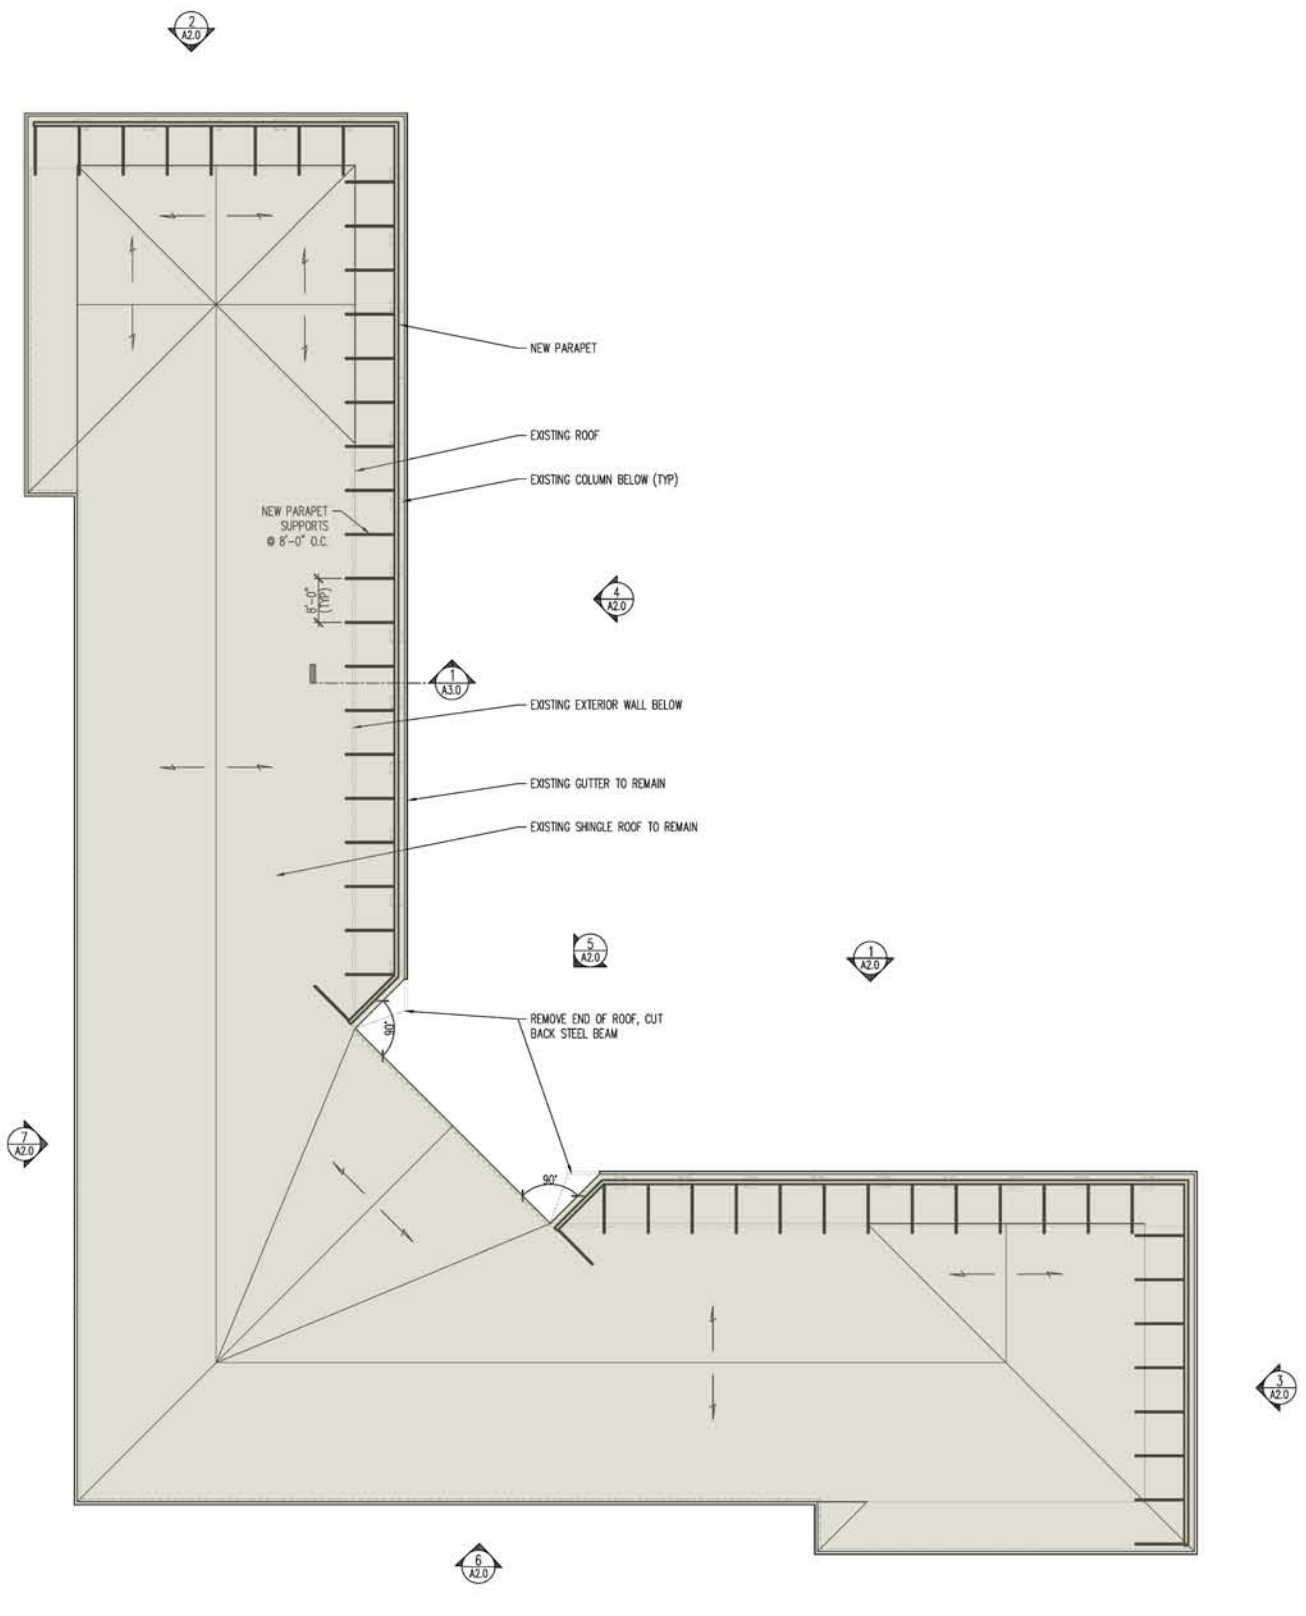 2
A2.0
NEW PARAPET
EXISTING ROOF
EXISTING COLUMN BELOW (TYP)
NEW PARAPET
SUPPORTS
@ 8'-0" O.C.
8'-0"
(TYP)
4
A2.0
1
A3.0
EXISTING EXTERIOR WALL BELOW
EXISTING GUTTER TO REMAIN
EXISTING SHINGLE ROOF TO REMAIN
5
A2.0
1
A2.0
REMOVE END OF ROOF, CUT
BACK STEEL BEAM
90°
7
A2.0
90°
3
A2.0
6
A2.0